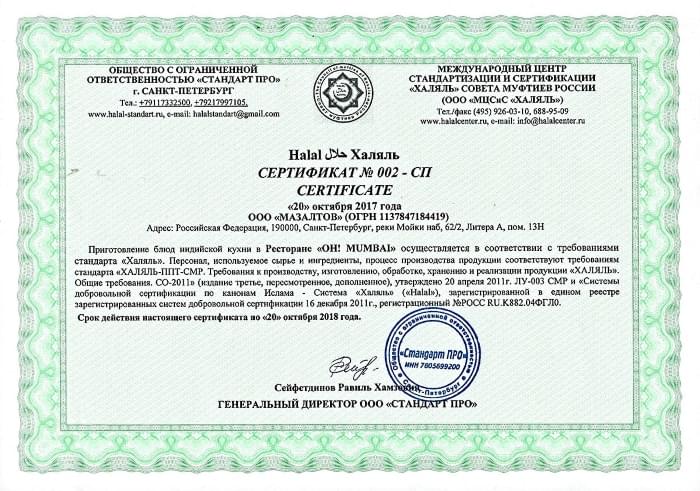 ОБЩЕСТВО С ОГРАНИЧЕННОЙ
ОТВЕТСТВЕННОСТЬЮ «СТАНДАРТ ПРО»
г. САНКТ-ПЕТЕРБУРГ
Тел.: +79117332500, +79217997105,
www.halal-standart.ru, e-mail: halalstandart@gmail.com
МЕЖДУНАРОДНЫЙ ЦЕНТР
СТАНДАРТИЗАЦИИ И СЕРТИФИКАЦИИ
«ХАЛЯЛЬ» СОВЕТА МУФТИЕВ РОССИИ
(ООО «МЦСиС «ХАЛЯЛЬ»)
Тел./факс (495) 926-03-10, 688-95-09
www.halalcenter.ru, e-mail: info@halalcenter.ru
Halal حلال Халяль
СЕРТИФИКАТ № 002 - СП
CERTIFICATE
«20» октября 2017 года
ООО «МАЗАЛТОВ» (ОГРН 1137847184419)
Адрес: Российская Федерация, 190000, Санкт-Петербург, реки Мойки наб, 62/2, Литера А, пом. 13Н
Приготовление блюд индийской кухни в Ресторане «OH! MUMBAI» осуществляется в соответствии с требованиями
стандарта «Халяль». Персонал, используемое сырье и ингредиенты, процесс производства продукции соответствуют требованиям
стандарта «ХАЛЯЛЬ-ППТ-СМР. Требования к производству, изготовлению, обработке, хранению и реализации продукции «ХАЛЯЛЬ».
Общие требования. СО-2011» (издание третье, пересмотренное, дополненное), утверждено 20 апреля 2011г. ЛУ-003 СМР и «Системы
добровольной сертификации по канонам Ислама - Система «Халяль» («Halal»), зарегистрированной в едином реестре
зарегистрированных систем добровольной сертификации 16 декабря 2011г., регистрационный №РОСС RU.К882.04ФГЛ0.
Срок действия настоящего сертификата по «20» октября 2018 года.
Общество с ограниченной ответственностью
«Стандарт ПРО»
ИНН 7805699200
Санкт-Петербург
Сейфетдинов Равиль Хамзович
ГЕНЕРАЛЬНЫЙ ДИРЕКТОР ООО «СТАНДАРТ ПРО»